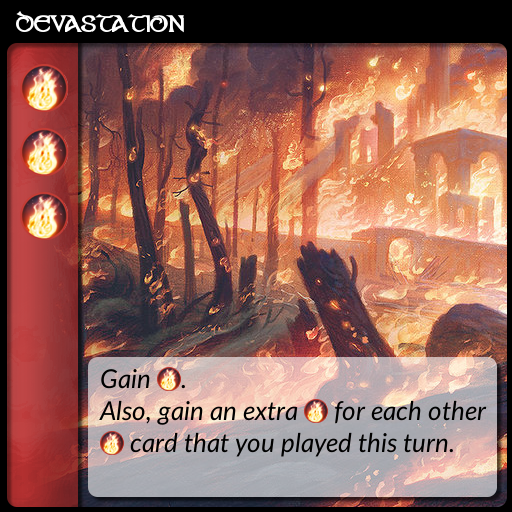 DEVASTATION
Gain .
Also, gain an extra for each other
card that you played this turn.